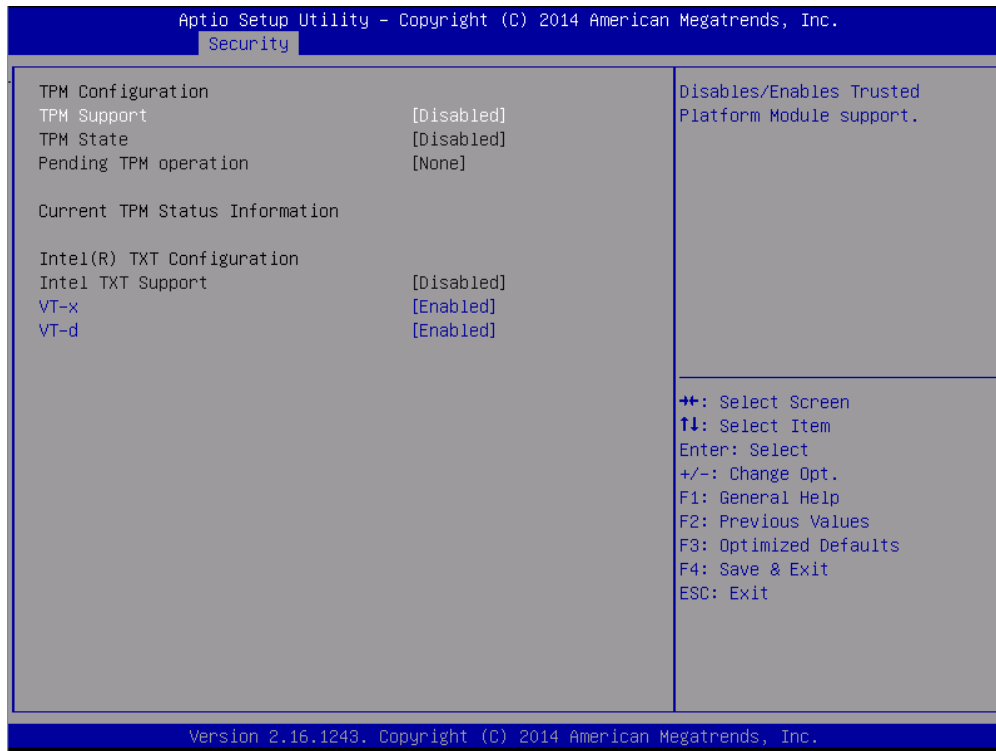 Aptio Setup Utility – Copyright (C) 2014 American Megatrends, Inc.
Security
TPM Configuration
TPM Support [Disabled]
TPM State [Disabled]
Pending TPM operation [None]
Current TPM Status Information
Intel(R) TXT Configuration
Intel TXT Support [Disabled]
VT-x [Enabled]
VT-d [Enabled]
Disables/Enables Trusted
Platform Module support.
→←: Select Screen
↑↓: Select Item
Enter: Select
+/-: Change Opt.
F1: General Help
F2: Previous Values
F3: Optimized Defaults
F4: Save & Exit
ESC: Exit
Version 2.16.1243. Copyright (C) 2014 American Megatrends, Inc.